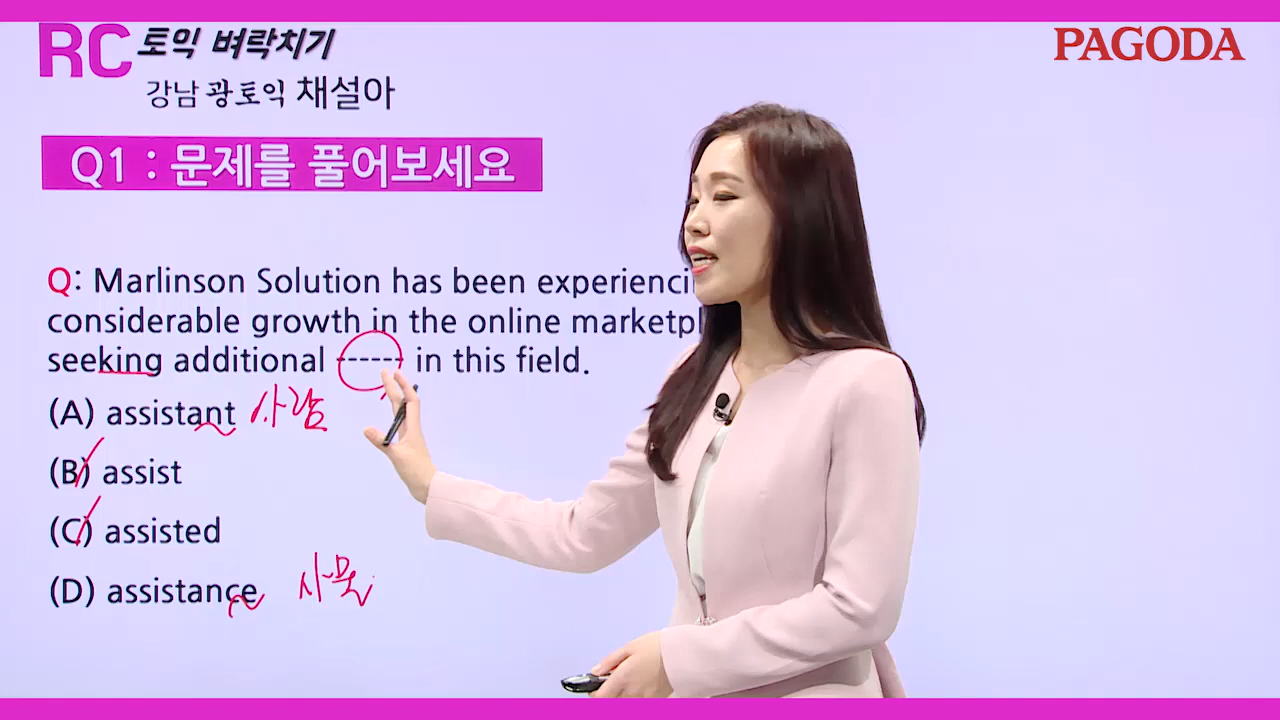 RC 토익 벼락치기
PAGODA
강남 광토익 채설아
Q1 : 문제를 풀어보세요
Q: Marlinson Solution has been experienci
considerable growth in the online marketpl
seeking additional ------ in this field.
(A) assistant 사람
(B) assist
(C) assisted
(D) assistance 사물